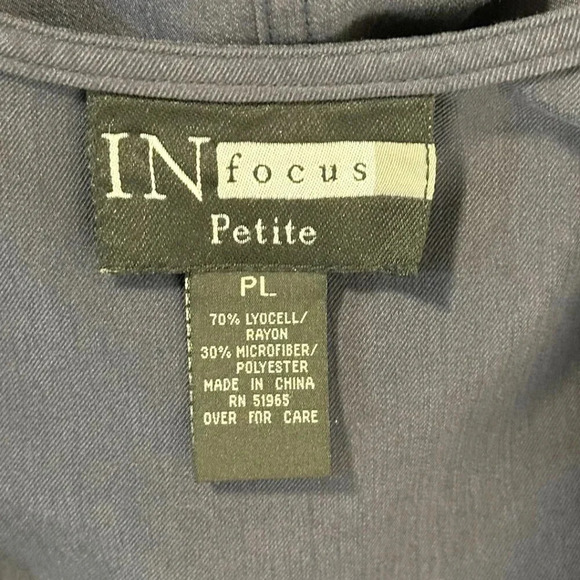 IN focus
Petite
PL
70% LYOCELL/
RAYON
30% MICROFIBER/
POLYESTER
MADE IN CHINA
RN 51965
OVER FOR CARE